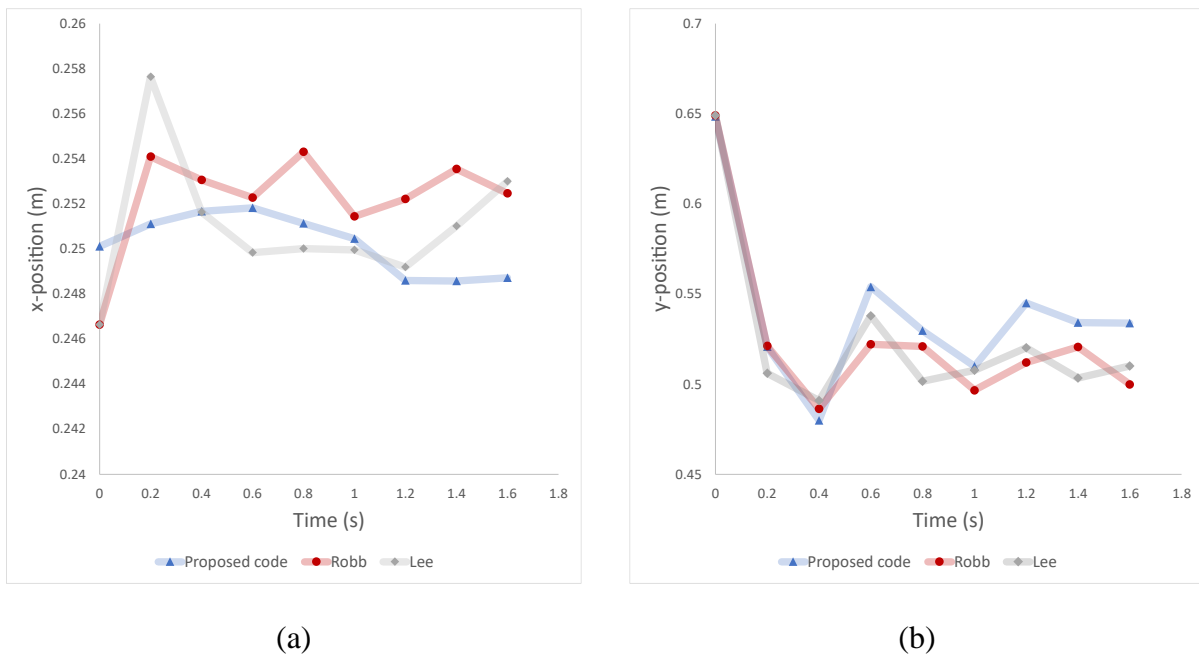 0.26
0.258
0.256
0.254
0.252
0.25
0.248
0.246
0.244
0.242
0.24
x-position (m)
0 0.2 0.4 0.6 0.8 1 1.2 1.4 1.6 1.8
Time (s)
Proposed code Robb Lee
(a)
0.7
0.65
0.6
0.55
0.5
0.45
y-position (m)
0 0.2 0.4 0.6 0.8 1 1.2 1.4 1.6 1.8
Time (s)
Proposed code Robb Lee
(b)